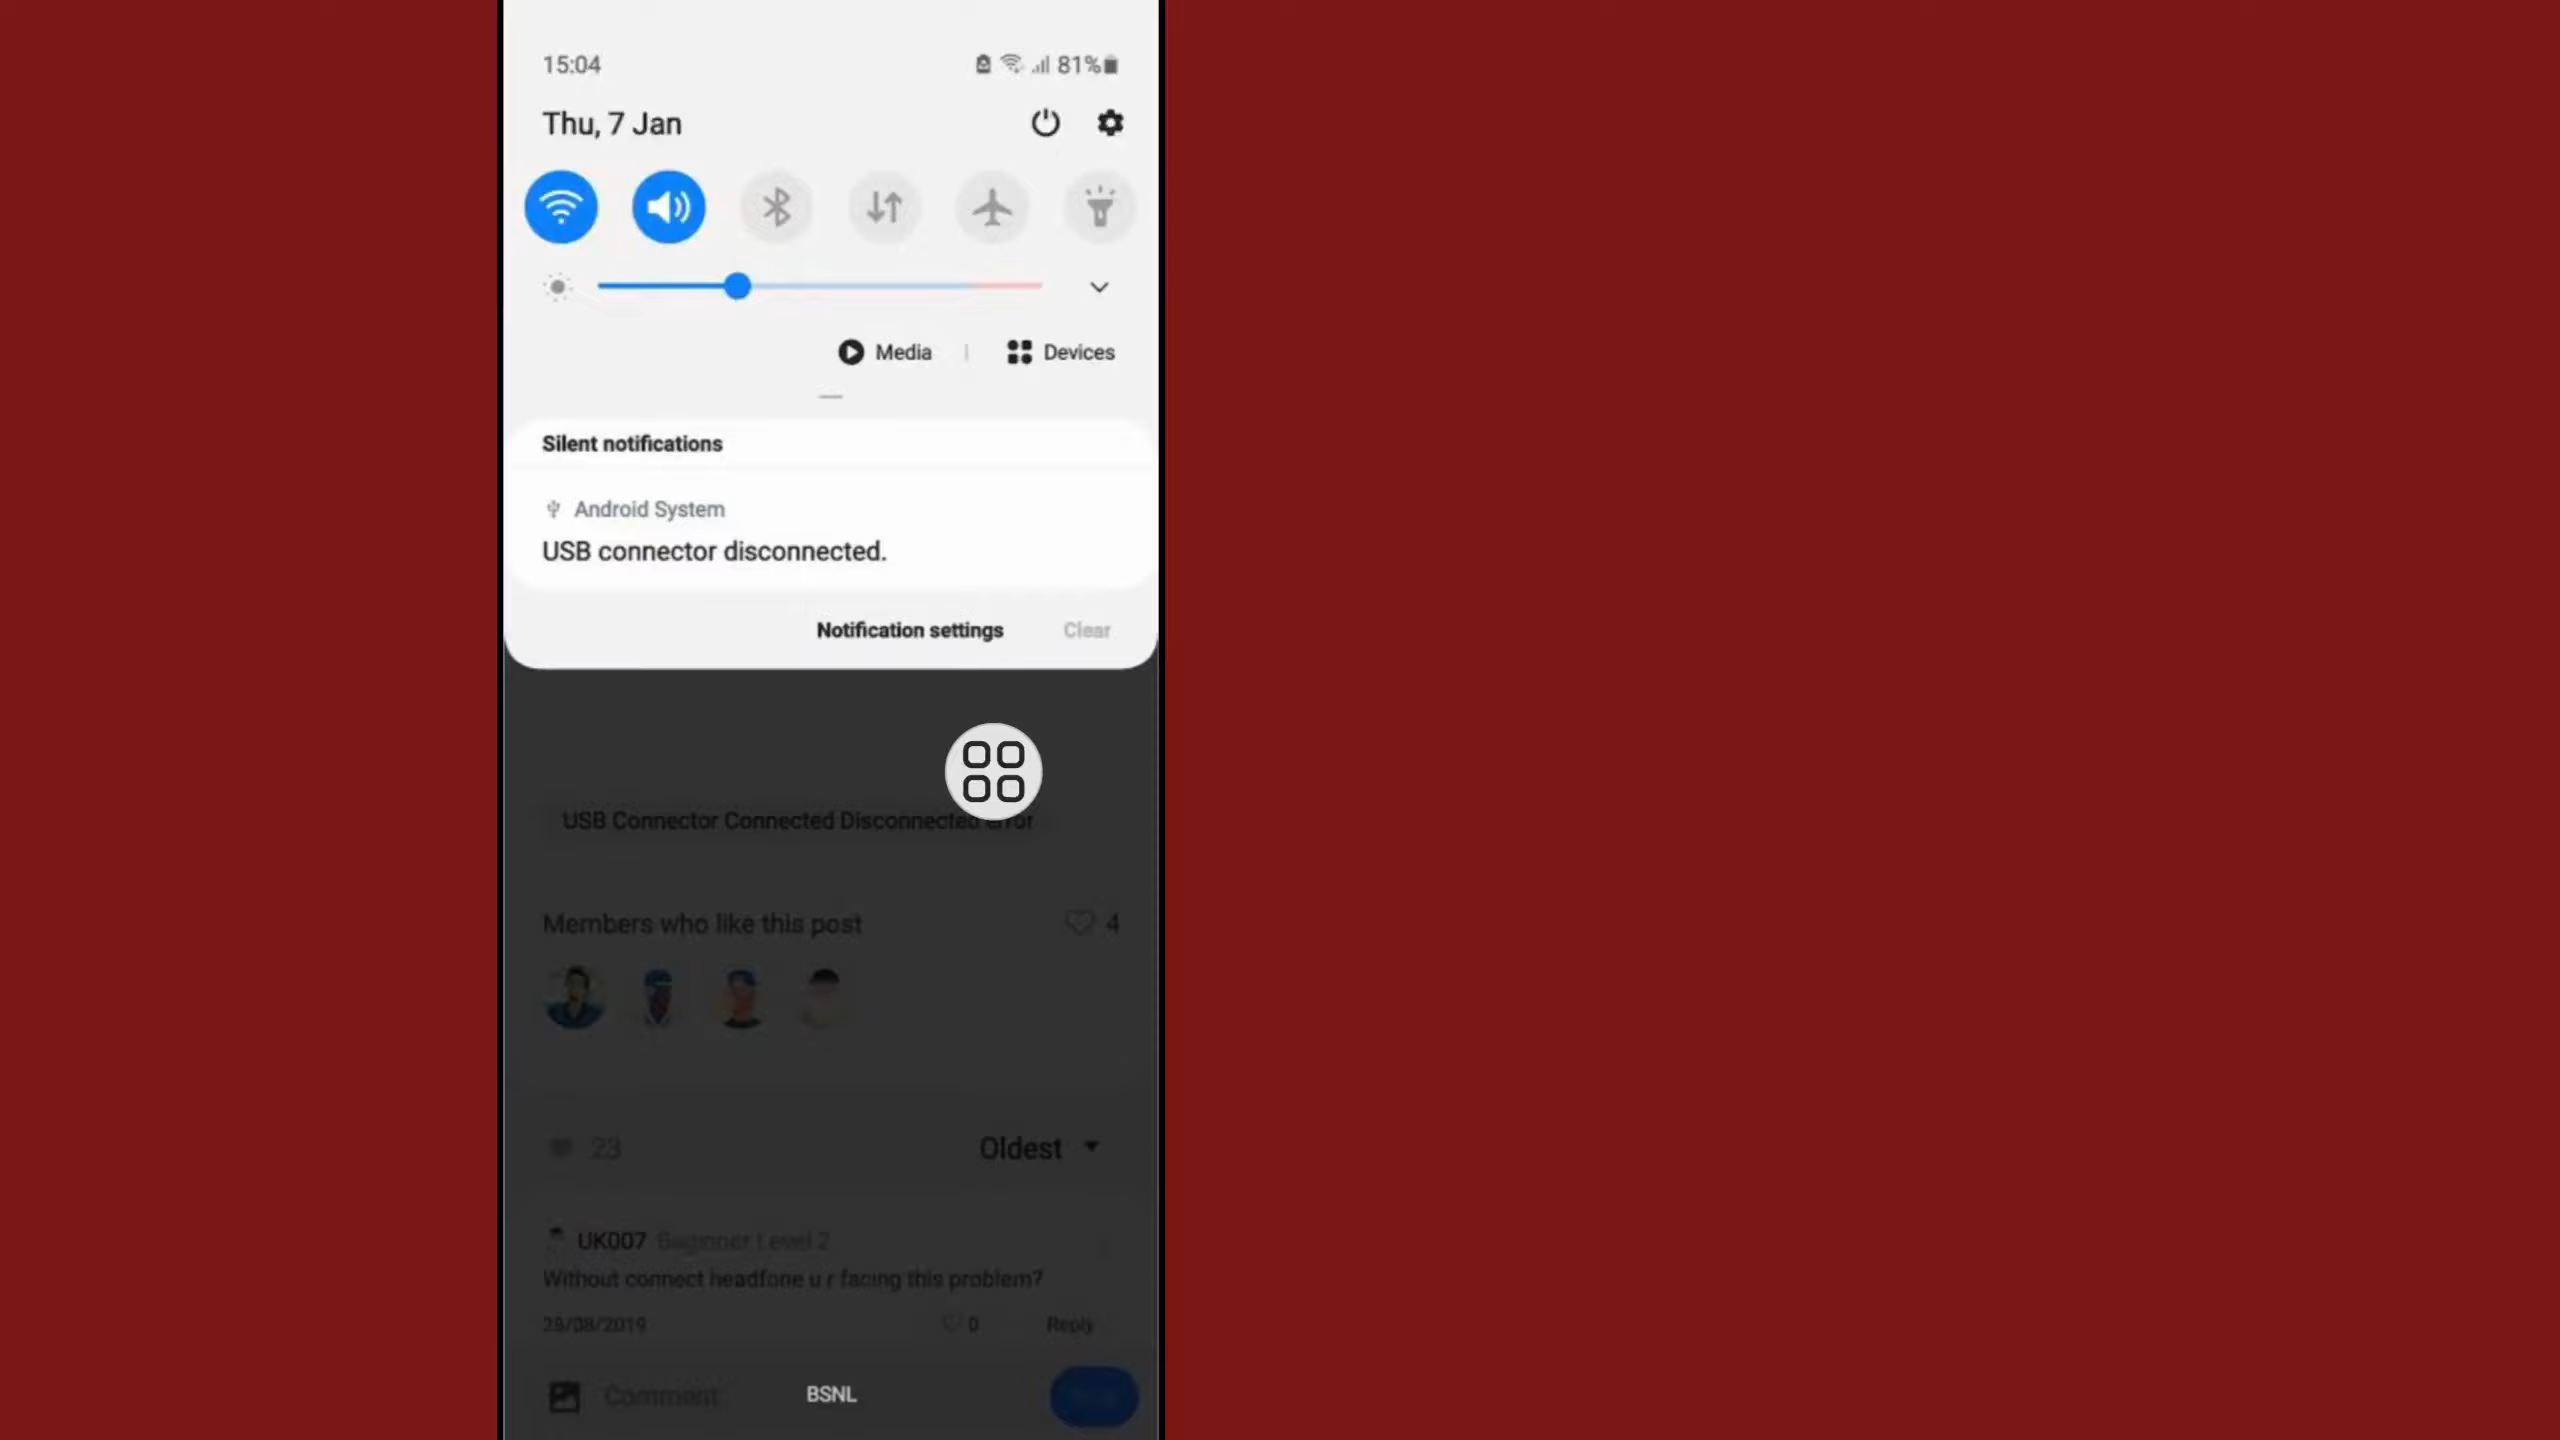 15:04
81%
Thu, 7 Jan
Media
Devices
Silent notifications
Android System
USB connector disconnected.
Notification settings
Clear
USB Connector Connected Disconnected error
Members who like this post
4
23
Oldest
UK007 Beginner Level 2
Without connect headfone u r facing this problem?
28/08/2019
0
Reply
Comment
BSNL